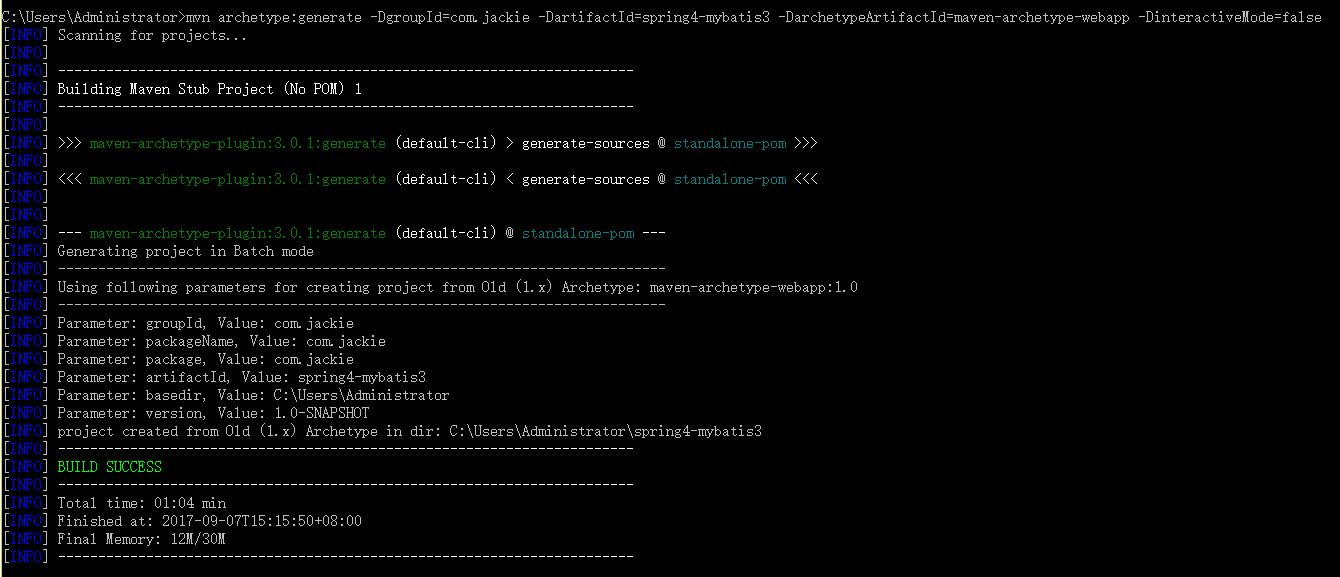 C:\Users\Administrator>mvn archetype:generate -DgroupId=com.jackie -DartifactId=spring4-mybatis3 -DarchetypeArtifactId=maven-archetype-webapp -DinteractiveMode=false
[INFO] Scanning for projects...
[INFO]
[INFO] ------------------------------------------------------------------------
[INFO] Building Maven Stub Project (No POM) 1
[INFO] ------------------------------------------------------------------------
[INFO]
[INFO] >>> maven-archetype-plugin:3.0.1:generate (default-cli) > generate-sources @ standalone-pom >>>
[INFO]
[INFO] <<< maven-archetype-plugin:3.0.1:generate (default-cli) < generate-sources @ standalone-pom <<<
[INFO]
[INFO]
[INFO] --- maven-archetype-plugin:3.0.1:generate (default-cli) @ standalone-pom ---
[INFO] Generating project in Batch mode
[INFO] ----------------------------------------------------------------------------
[INFO] Using following parameters for creating project from Old (1.x) Archetype: maven-archetype-webapp:1.0
[INFO] ----------------------------------------------------------------------------
[INFO] Parameter: groupId, Value: com.jackie
[INFO] Parameter: packageName, Value: com.jackie
[INFO] Parameter: package, Value: com.jackie
[INFO] Parameter: artifactId, Value: spring4-mybatis3
[INFO] Parameter: basedir, Value: C:\Users\Administrator
[INFO] Parameter: version, Value: 1.0-SNAPSHOT
[INFO] project created from Old (1.x) Archetype in dir: C:\Users\Administrator\spring4-mybatis3
[INFO] ------------------------------------------------------------------------
[INFO] BUILD SUCCESS
[INFO] ------------------------------------------------------------------------
[INFO] Total time: 01:04 min
[INFO] Finished at: 2017-09-07T15:15:50+08:00
[INFO] Final Memory: 12M/30M
[INFO] ------------------------------------------------------------------------